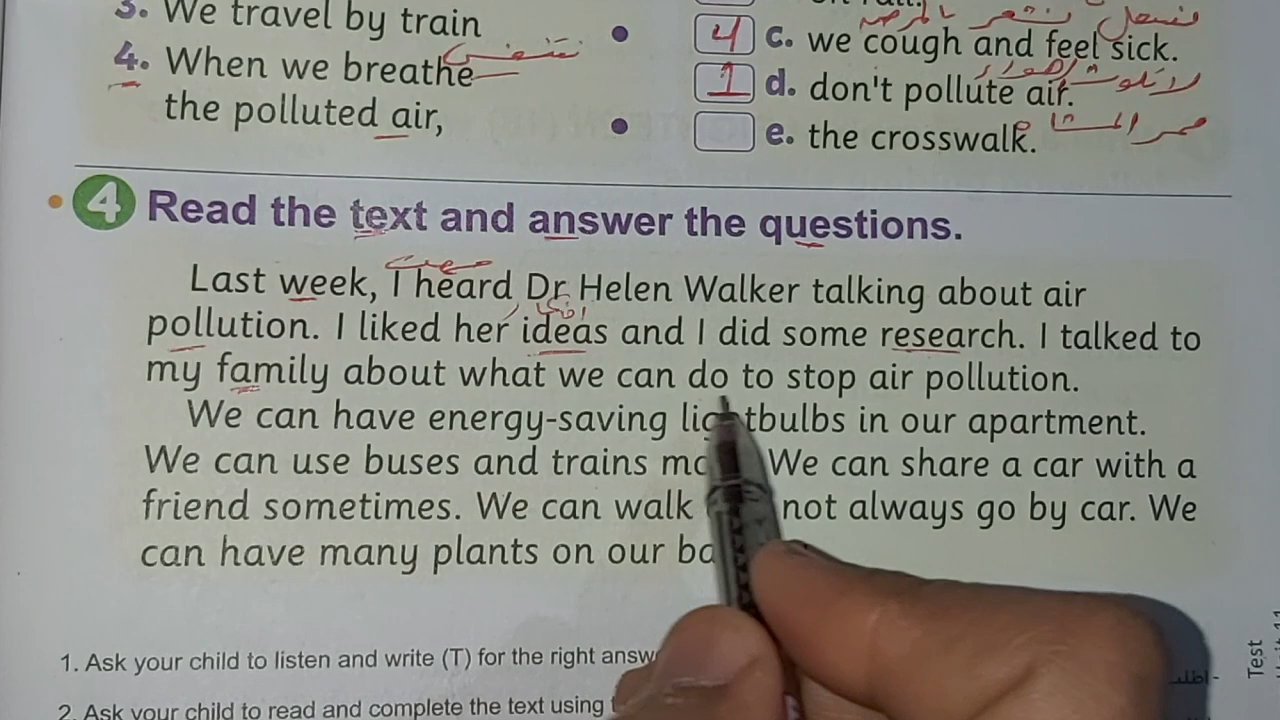 3. We travel by train
4 c. we cough and feel sick.
4. When we breathe
1 d. don't pollute air.
the polluted air,
e. the crosswalk.
4 Read the text and answer the questions.
Last week, I heard Dr Helen Walker talking about air
pollution. I liked her ideas and I did some research. I talked to
my family about what we can do to stop air pollution.
We can have energy-saving lightbulbs in our apartment.
We can use buses and trains We can share a car with a
friend sometimes. We can walk not always go by car. We
can have many plants on our
1. Ask your child to listen and write (T) for the right
2. Ask your child to read and complete the text using
Test